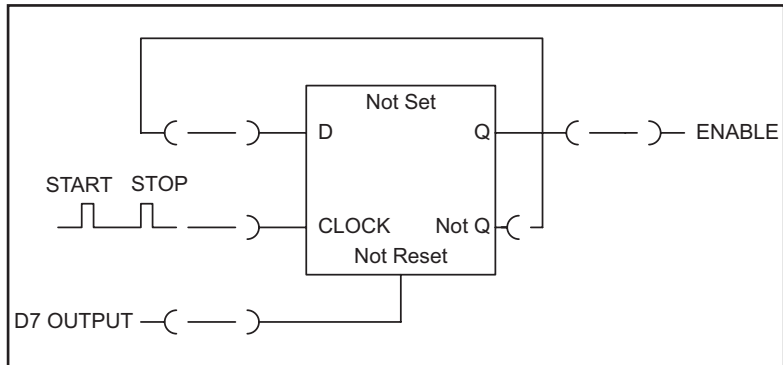 Not Set
D
Q
ENABLE
START STOP
CLOCK
Not Q
Not Reset
D7 OUTPUT